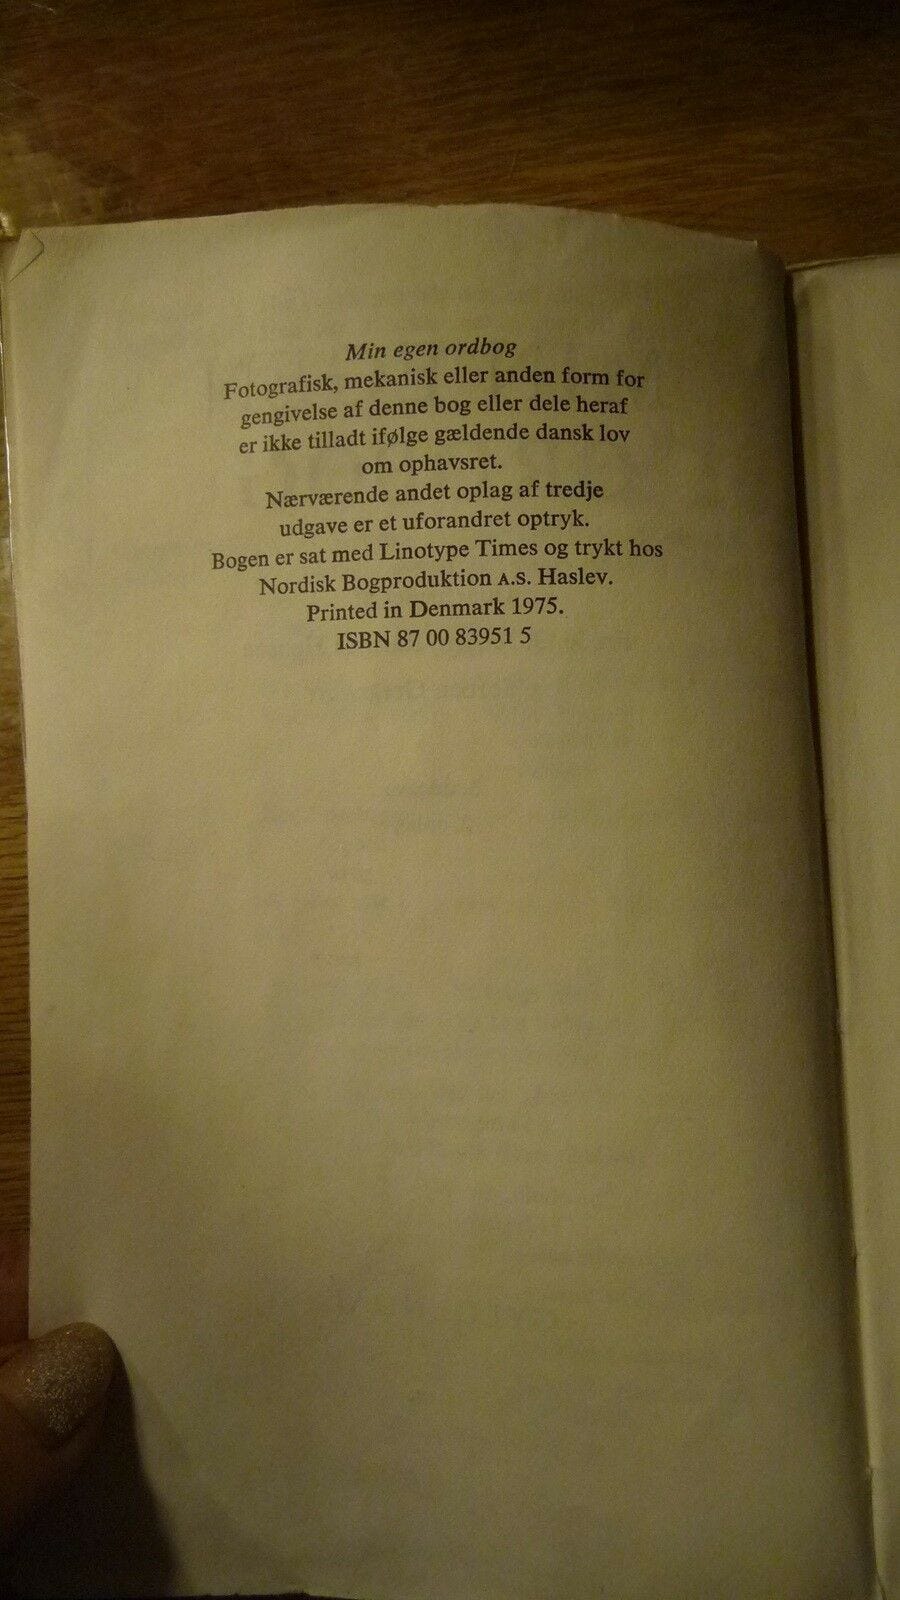 Min egen ordbog
Fotografisk, mekanisk eller anden form for
gengivelse af denne bog eller dele heraf
er ikke tilladt ifølge gældende dansk lov
om ophavsret.
Nærværende andet oplag af tredje
udgave er et uforandret optryk.
Bogen er sat med Linotype Times og trykt hos
Nordisk Bogproduktion A.S. Haslev.
Printed in Denmark 1975.
ISBN 87 00 83951 5